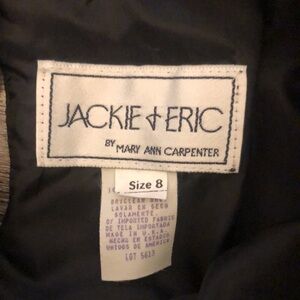 JACKIE & ERIC
BY MARY ANN CARPENTER
Size 8
LAVAR EN SECO
SOLAMENTE
OF IMPORTED FABRIC
DE TELA IMPORTADA
MADE IN U.S.A.
HECHO EN ESTADOS
UNIDOS DE AMERICA
LOT 5613